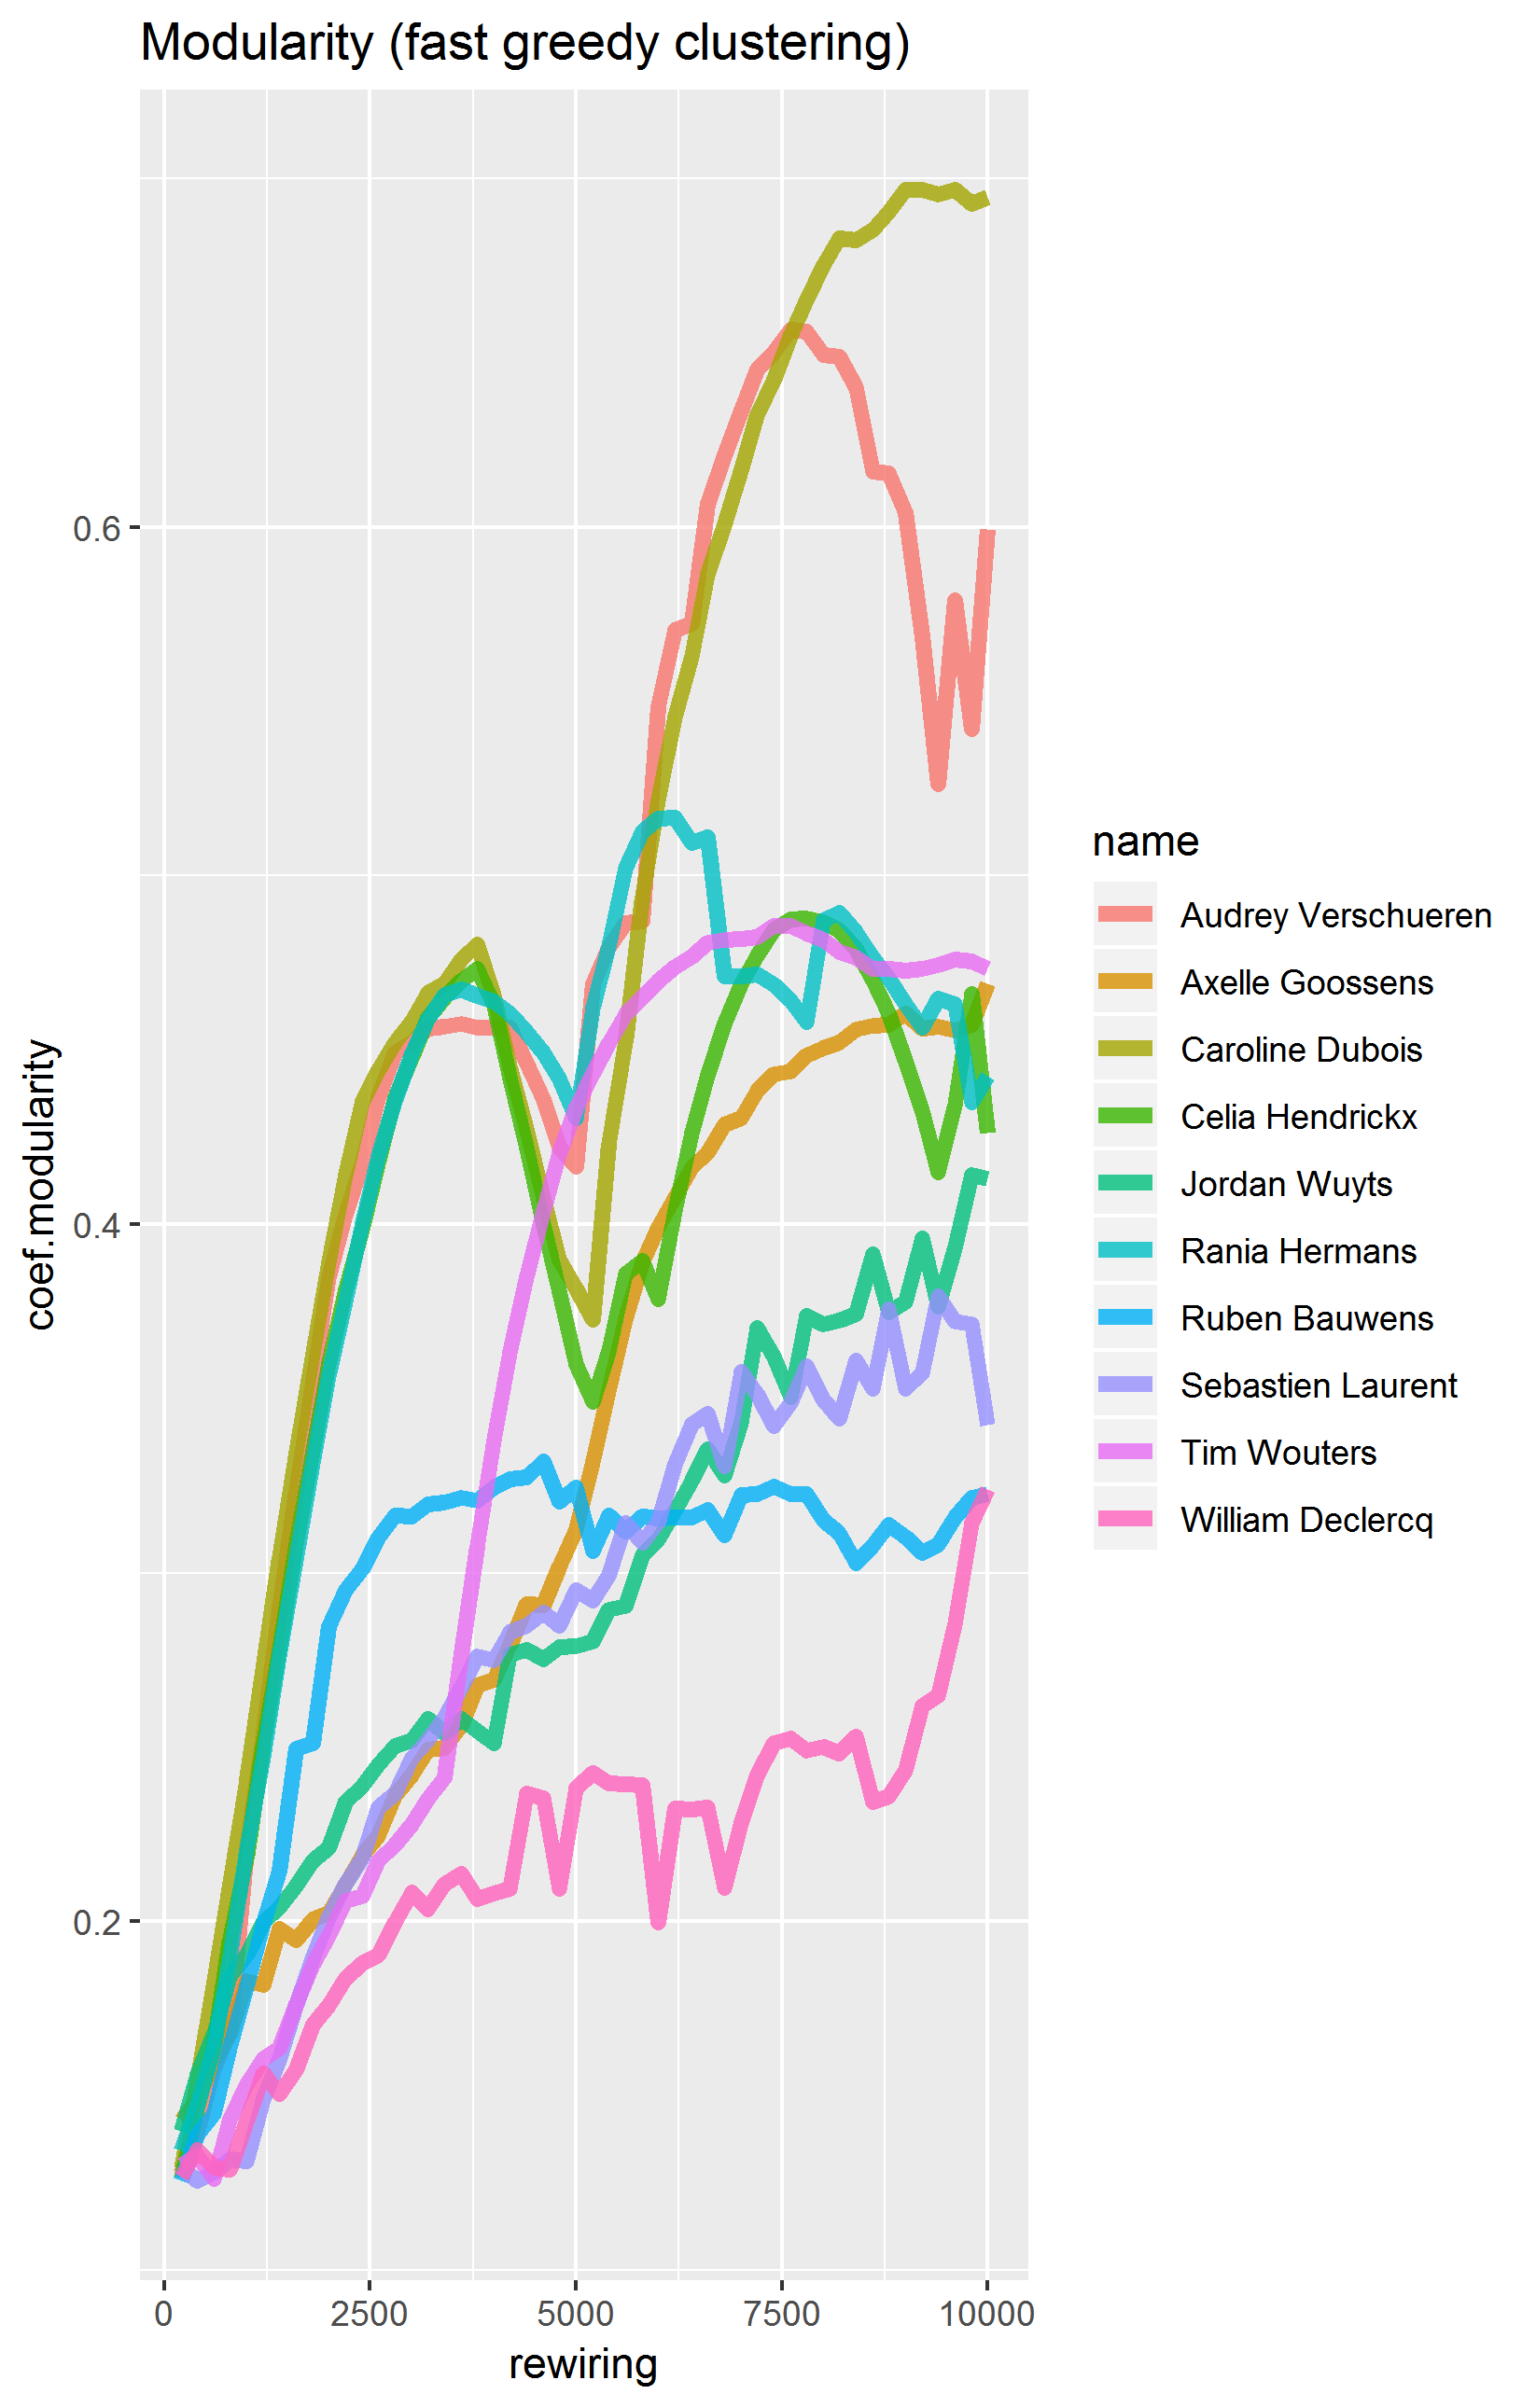 Modularity (fast greedy clustering)
coef.modularity
0.6
0.4
0.2
0
2500
5000
7500
10000
rewiring
name
Audrey Verschueren
Axelle Goossens
Caroline Dubois
Celia Hendrickx
Jordan Wuyts
Rania Hermans
Ruben Bauwens
Sebastien Laurent
Tim Wouters
William Declercq